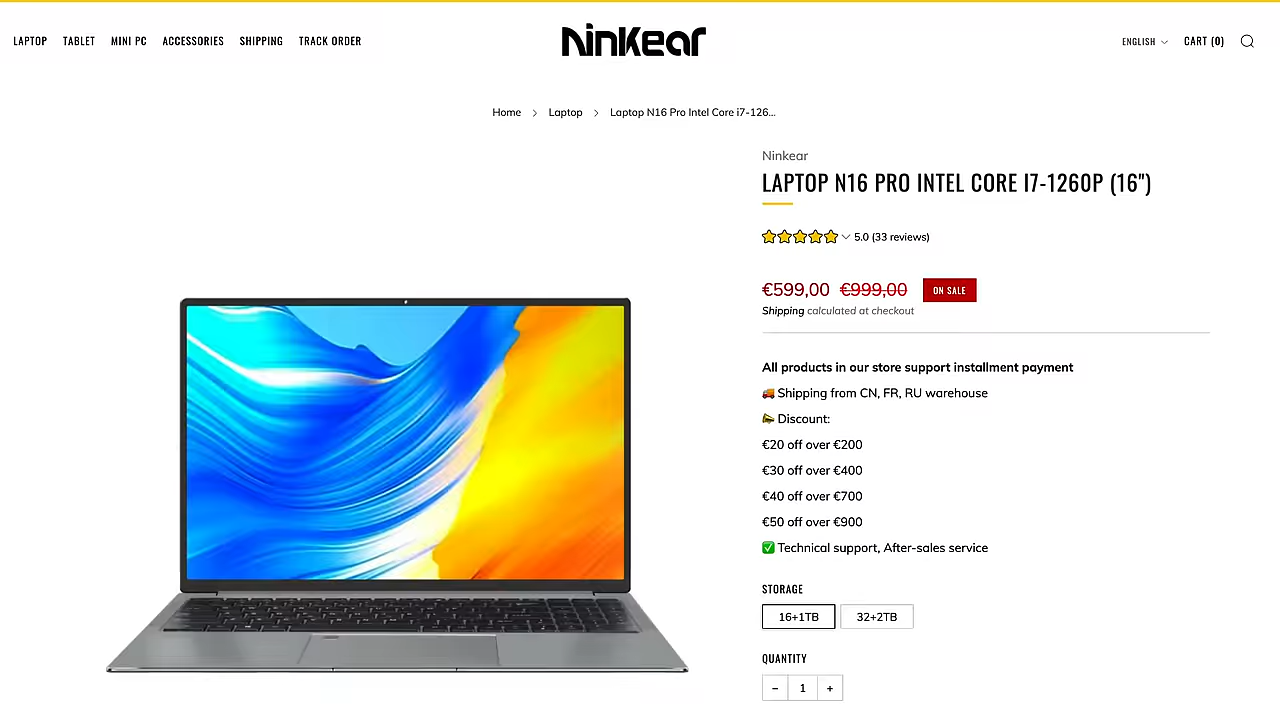 LAPTOP TABLET MINI PC ACCESSORIES SHIPPING TRACK ORDER
Ninkear
ENGLISH CART (0)
Home > Laptop > Laptop N16 Pro Intel Core i7-126...
Ninkear
LAPTOP N16 PRO INTEL CORE I7-1260P (16")
5.0 (33 reviews)
€599,00 €999,00 ON SALE
Shipping calculated at checkout
All products in our store support installment payment
🚚 Shipping from CN, FR, RU warehouse
📣 Discount:
€20 off over €200
€30 off over €400
€40 off over €700
€50 off over €900
✅ Technical support, After-sales service
STORAGE
16+1TB 32+2TB
QUANTITY
− 1 +